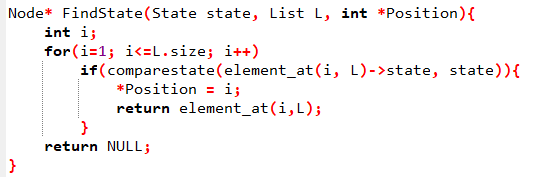 Node* FindState(State state, List L, int *Position){
    int i;
    for(i=1; i<=L.size; i++)
        if(comparestate(element_at(i, L)->state, state)){
            *Position = i;
            return element_at(i,L);
        }
    return NULL;
}